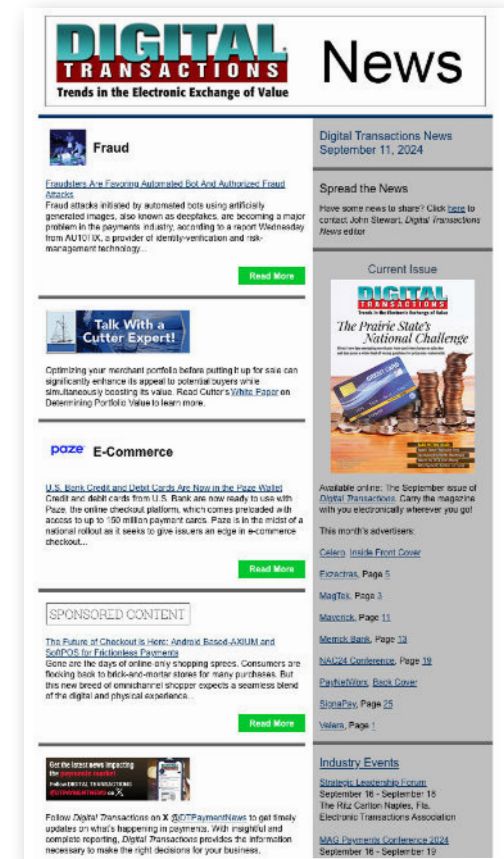 DIGITAL
TRANSACTIONS
Trends in the Electronic Exchange of Value
News
Fraud
Fraudsters Are Favoring Automated Bot And Authorized Fraud
Attacks
Fraud attacks initiated by automated bots using artificially
generated images, also known as deepfakes, are becoming a major
problem in the payments industry, according to a report Wednesday
from AU10TIX, a provider of identity-verification and risk-
management technology...
Read More
Talk With a
Cutter Expert!
Optimizing your merchant portfolio before putting it up for sale can
significantly enhance its appeal to potential buyers while
simultaneously boosting its value. Read Cutter's White Paper on
Determining Portfolio Value to learn more.
paze
E-Commerce
U.S. Bank Credit and Debit Cards Are Now in the Paze Wallet
Credit and debit cards from U.S. Bank are now ready to use with
Paze, the online checkout platform, which comes preloaded with
access to up to 150 million payment cards. Paze is in the midst of a
national rollout as it seeks to give issuers an edge in e-commerce
checkout...
Read More
SPONSORED CONTENT
The Future of Checkout Is Here: Android Based-AXIUM and
SoftPOS for Frictionless Payments
Gone are the days of online-only shopping sprees. Consumers are
flocking back to brick-and-mortar stores for many purchases. But
this new breed of omnichannel shopper expects a seamless blend
of the digital and physical experience...
Read More
Get the latest news impacting
the payments market
Follow DIGITAL TRANSACTIONS
@DTPAYMENTNEWS on X
Follow Digital Transactions on X @DTPaymentNews to get timely
updates on what's happening in payments. With insightful and
complete reporting, Digital Transactions provides the information
necessary to make the right decisions for your business.
Digital Transactions News
September 11, 2024
Spread the News
Have some news to share? Click here to
contact John Stewart, Digital Transactions
News editor
Current Issue
DIGITAL
TRANSACTIONS
Trends in the Electronic Exchange of Value
The Prairie State's
National Challenge
CREDIT CARD
Available online: The September issue of
Digital Transactions. Carry the magazine
with you electronically wherever you go!
This month's advertisers:
Celero, Inside Front Cover
Exzactras, Page 5
MagTek, Page 3
Maverick, Page 11
Merrick Bank, Page 13
NAC24 Conference, Page 19
PayNetWorx, Back Cover
SignaPay, Page 25
Velera, Page 1
Industry Events
Strategic Leadership Forum
September 16 - September 18
The Ritz Carlton Naples, Fla.
Electronic Transactions Association
MAG Payments Conference 2024
September 16 - September 19